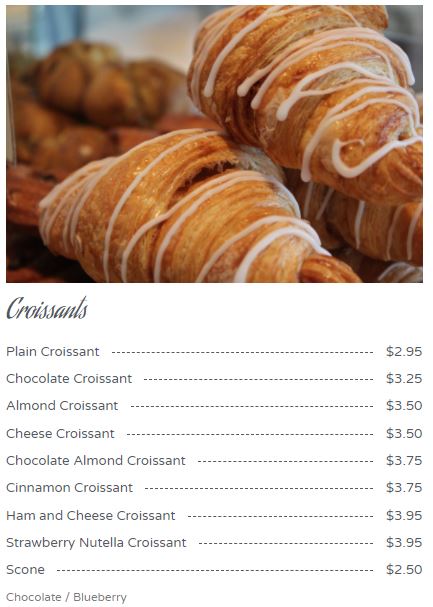 Croissants
Plain Croissant $2.95
Chocolate Croissant $3.25
Almond Croissant $3.50
Cheese Croissant $3.50
Chocolate Almond Croissant $3.75
Cinnamon Croissant $3.75
Ham and Cheese Croissant $3.95
Strawberry Nutella Croissant $3.95
Scone $2.50
Chocolate / Blueberry